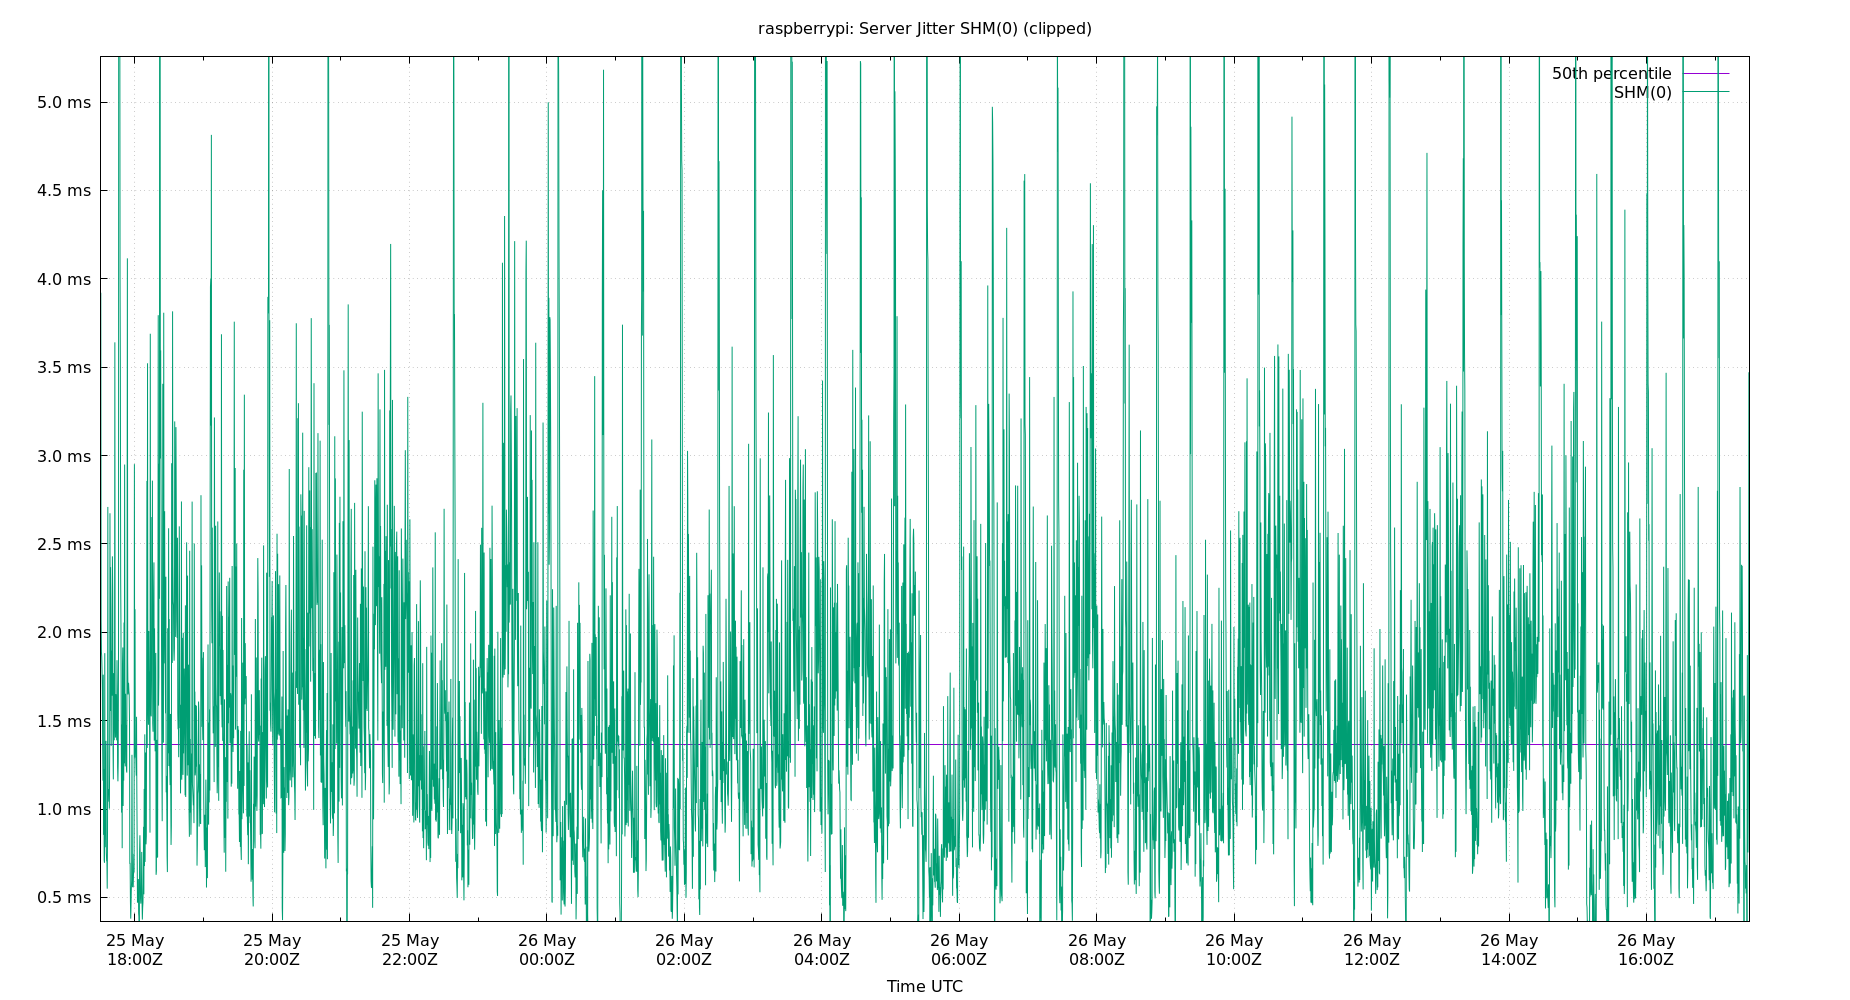 raspberrypi: Server Jitter SHM(0) (clipped)
50th percentile
SHM(0)
5.0 ms
4.5 ms
4.0 ms
3.5 ms
3.0 ms
2.5 ms
2.0 ms
1.5 ms
1.0 ms
0.5 ms
25 May 25 May 25 May 26 May 26 May 26 May 26 May 26 May 26 May 26 May 26 May 26 May
18:00Z 20:00Z 22:00Z 00:00Z 02:00Z 04:00Z 06:00Z 08:00Z 10:00Z 12:00Z 14:00Z 16:00Z
Time UTC